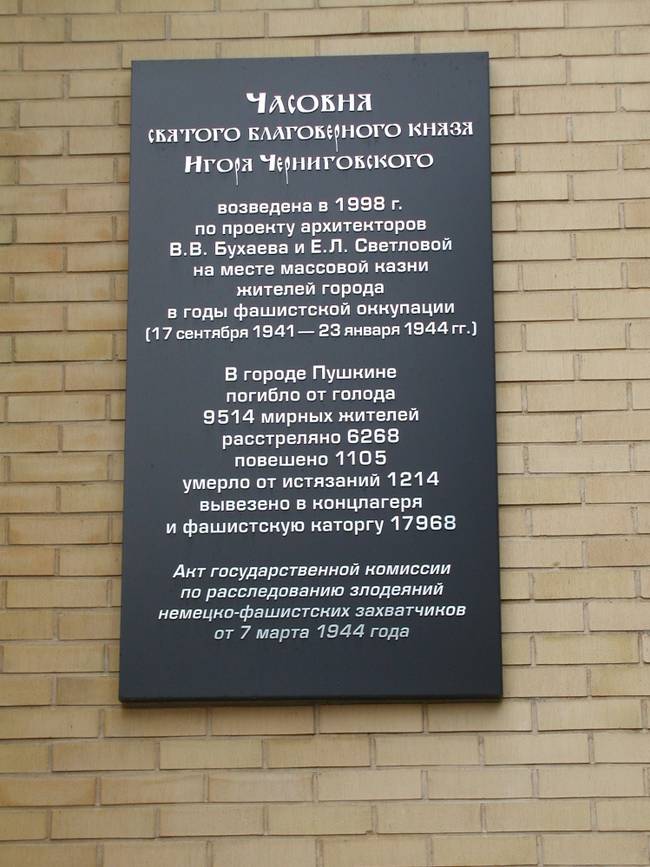 Часовня
святого благоверного князя
Игоря Черниговского
возведена в 1998 г.
по проекту архитекторов
В.В. Бухаева и Е.Л. Светловой
на месте массовой казни
жителей города
в годы фашистской оккупации
(17 сентября 1941 — 23 января 1944 гг.)
В городе Пушкине
погибло от голода
9514 мирных жителей
расстреляно 6268
повешено 1105
умерло от истязаний 1214
вывезено в концлагеря
и фашистскую каторгу 17968
Акт государственной комиссии
по расследованию злодеяний
немецко-фашистских захватчиков
от 7 марта 1944 года